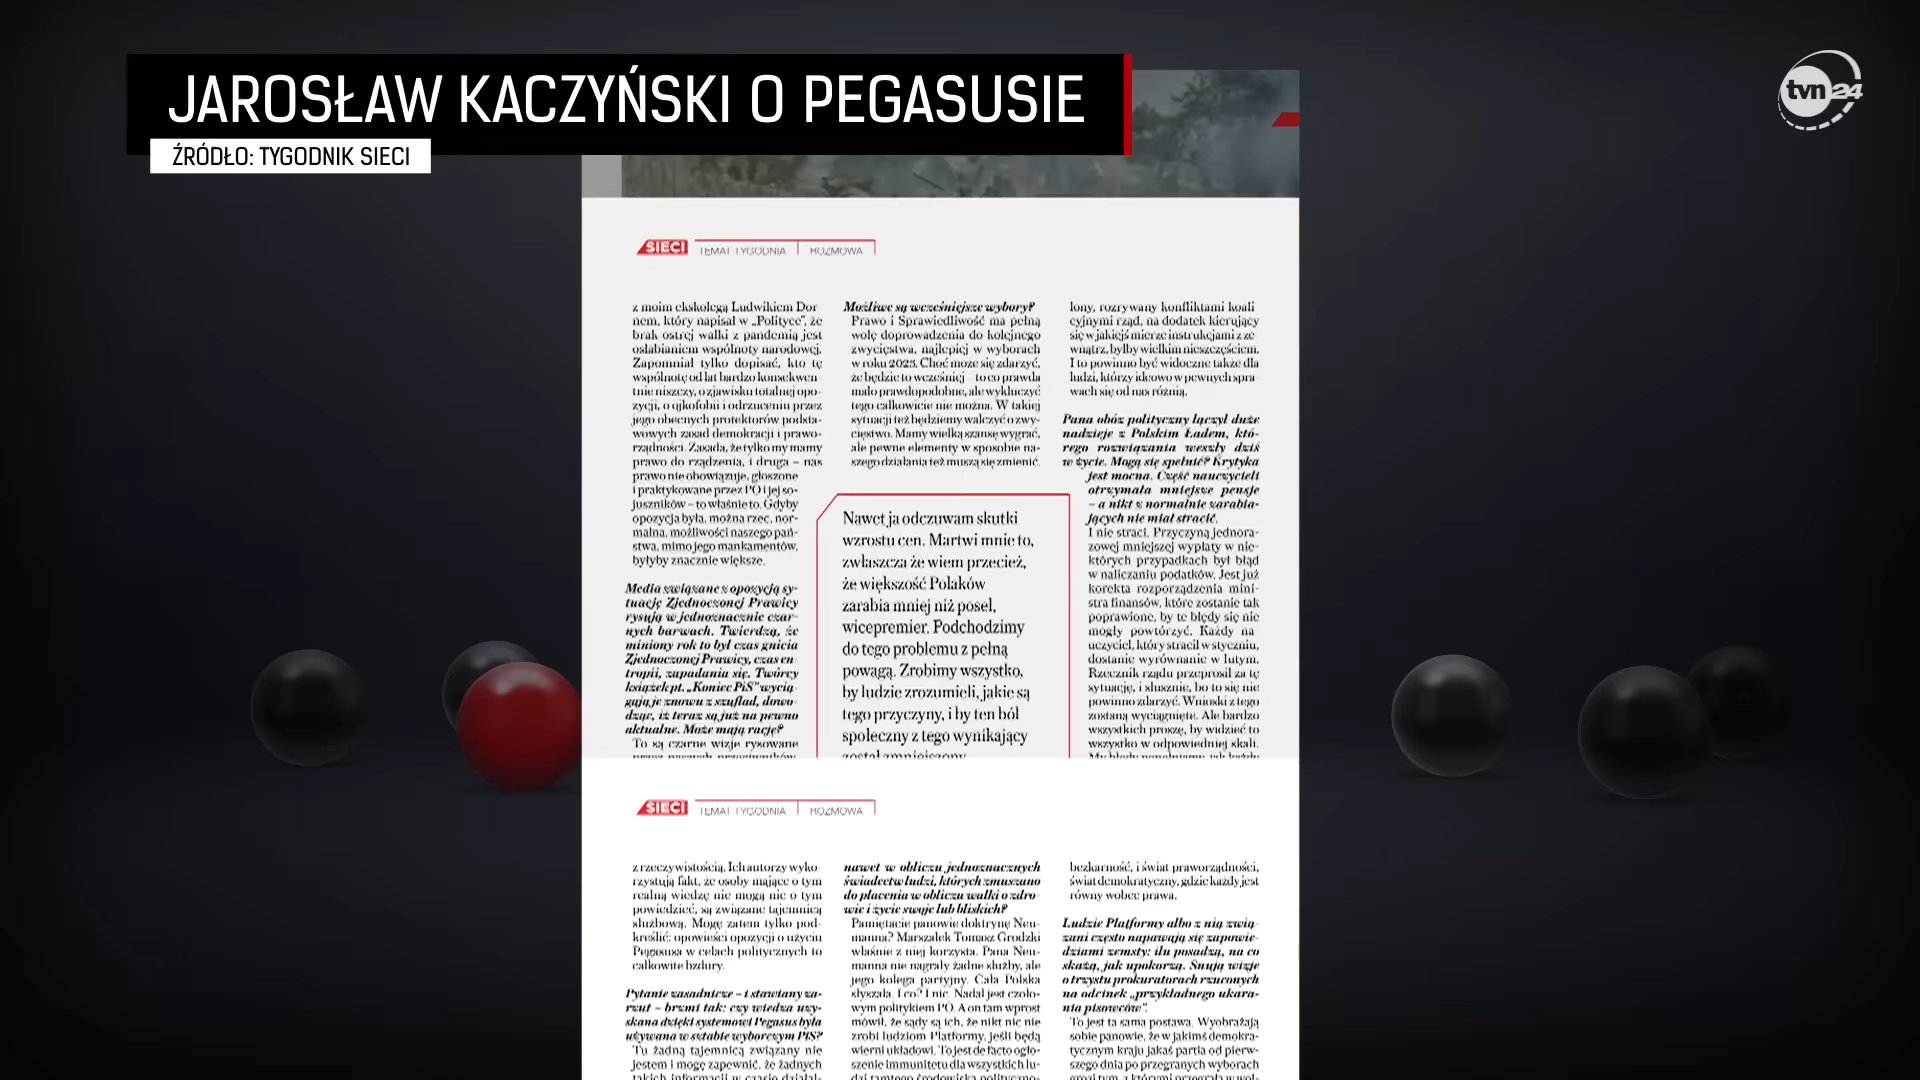 JAROSŁAW KACZYŃSKI O PEGASUSIE
ŹRÓDŁO: TYGODNIK SIECI
tvn24
SIECI TEMAT TYGODNIA ROZMOWA
z moim ekskolegą Ludwikiem Dor-
nem, który napisał w „Polityce”, że
brak ostrej walki z pandemią jest
osłabianiem wspólnoty narodowej.
Zapomniał tylko dopisać, kto tę
wspólnotę od lat bardzo konsekwen-
tnie niszczy, o zjawisku totalnej opo-
zycji, o ojkofobii i odrzuceniu przez
jego obecnych protektorów podsta-
wowych zasad demokracji i prawo-
rządności. Zasada, że tylko my mamy
prawo do rządzenia, i druga – nas
prawo nie obowiązuje, głoszone
i praktykowane przez PO i jej so-
juszników – to właśnie to. Gdyby
opozycja była, można rzec, nor-
malna, możliwości naszego pań-
stwa, mimo jego mankamentów,
byłyby znacznie większe.
Media związane z opozycją sy-
tuację Zjednoczonej Prawicy
rysują w jednoznacznie czar-
nych barwach. Twierdzą, że
miniony rok to był czas gnicia
Zjednoczonej Prawicy, czas en-
tropii, zapadania się. Twórcy
książek pt. „Koniec PiS” wycią-
gają je znowu z szuflad, dowo-
dząc, iż teraz są już na pewno
aktualne. Może mają rację?
To są czarne wizje rysowane
przez naszych przeciwników,
Możliwe są wcześniejsze wybory?
Prawo i Sprawiedliwość ma pełną
wolę doprowadzenia do kolejnego
zwycięstwa, najlepiej w wyborach
w roku 2023. Choć może się zdarzyć,
że będzie to wcześniej to co prawda
mało prawdopodobne, ale wykluczyć
tego całkowicie nie można. W takiej
sytuacji też będziemy walczyć o zwy-
cięstwo. Mamy wielką szansę wygrać,
ale pewne elementy w sposobie na-
szego działania też muszą się zmienić.
Nawet ja odczuwam skutki
wzrostu cen. Martwi mnie to,
zwłaszcza że wiem przecież,
że większość Polaków
zarabia mniej niż poseł,
wicepremier. Podchodzimy
do tego problemu z pełną
powagą. Zrobimy wszystko,
by ludzie zrozumieli, jakie są
tego przyczyny, i by ten ból
społeczny z tego wynikający
został zmniejszony
lony, rozrywany konfliktami koali-
cyjnymi rząd, na dodatek kierujący
się w jakiejś mierze instrukcjami z ze-
wnątrz, byłby wielkim nieszczęściem.
I to powinno być widoczne także dla
ludzi, którzy ideowo w pewnych spra-
wach się od nas różnią.
Pana obóz polityczny łączył duże
nadzieje z Polskim Ładem, któ-
rego rozwiązania weszły dziś
w życie. Mogą się spełnić? Krytyka
jest mocna. Część nauczycieli
otrzymała mniejsze pensje
– a nikt z normalnie zarabia-
jących nie miał stracić.
I nie straci. Przyczyną jednora-
zowej mniejszej wypłaty w nie-
których przypadkach był błąd
w naliczaniu podatków. Jest już
korekta rozporządzenia mini-
stra finansów, które zostanie tak
poprawione, by te błędy się nie
mogły powtórzyć. Każdy na-
uczyciel, który stracił w styczniu,
dostanie wyrównanie w lutym.
Rzecznik rządu przeprosił za tę
sytuację, i słusznie, bo to się nie
powinno zdarzyć. Wnioski z tego
zostaną wyciągnięte. Ale bardzo
wszystkich proszę, by widzieć to
wszystko w odpowiedniej skali.
My błędy popełniamy, jak każdy
SIECI TEMAT TYGODNIA ROZMOWA
z rzeczywistością. Ich autorzy wyko-
rzystują fakt, że osoby mające o tym
realną wiedzę nie mogą nic o tym
powiedzieć, są związane tajemnicą
służbową. Mogę zatem tylko pod-
kreślić: opowieści opozycji o użyciu
Pegasusa w celach politycznych to
całkowite bzdury.
Pytanie zasadnicze – i stawiany za-
rzut – brzmi tak: czy wiedza uzy-
skana dzięki systemowi Pegasus była
używana w sztabie wyborczym PiS?
Tu żadną tajemnicą związany nie
jestem i mogę zapewnić, że żadnych
takich informacji w czasie działal-
nawet w obliczu jednoznacznych
świadectw ludzi, których zmuszano
do płacenia w obliczu walki o zdro-
wie i życie swoje lub bliskich?
Pamiętacie panowie doktrynę Neu-
manna? Marszałek Tomasz Grodzki
właśnie z niej korzysta. Pana Neu-
manna nie nagrały żadne służby, ale
jego kolega partyjny. Cała Polska
słyszała. I co? I nic. Nadal jest czoło-
wym politykiem PO. A on tam wprost
mówił, że sądy są ich, że nikt nic nie
zrobi ludziom Platformy, jeśli będą
wierni układowi. To jest de facto ogło-
szenie immunitetu dla wszystkich lu-
dzi tamtego środowiska polityczno-
bezkarność, i świat praworządności,
świat demokratyczny, gdzie każdy jest
równy wobec prawa.
Ludzie Platformy albo z nią zwią-
zani często napawają się zapowie-
dziami zemsty: ilu posadzą, na co
skażą, jak upokorzą. Snują wizje
o trzystu prokuratorach rzuconych
na odcinek „przykładnego ukara-
nia pisowców”.
To jest ta sama postawa. Wyobrażają
sobie panowie, że w jakimś demokra-
tycznym kraju jakaś partia od pierw-
szego dnia po przegranych wyborach
grozi tym, z którymi przegrała w wol-